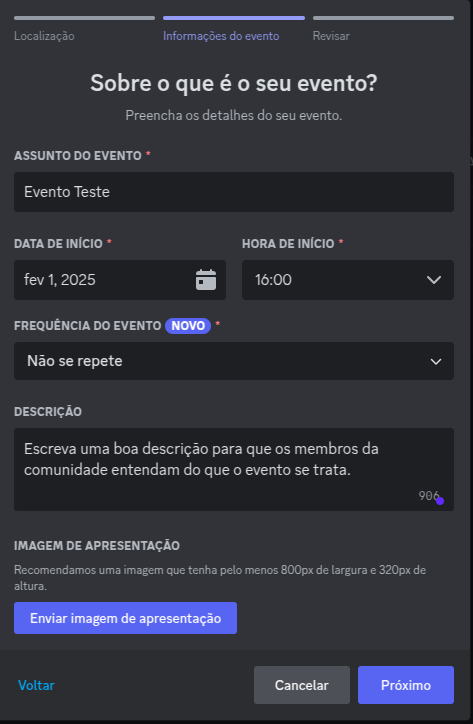 Localização
Informações do evento
Revisar
Sobre o que é o seu evento?
Preencha os detalhes do seu evento.
ASSUNTO DO EVENTO *
Evento Teste
DATA DE INÍCIO *
HORA DE INÍCIO *
fev 1, 2025
16:00
FREQUÊNCIA DO EVENTO NOVO *
Não se repete
DESCRIÇÃO
Escreva uma boa descrição para que os membros da
comunidade entendam do que o evento se trata.
906
IMAGEM DE APRESENTAÇÃO
Recomendamos uma imagem que tenha pelo menos 800px de largura e 320px de
altura.
Enviar imagem de apresentação
Voltar
Cancelar
Próximo